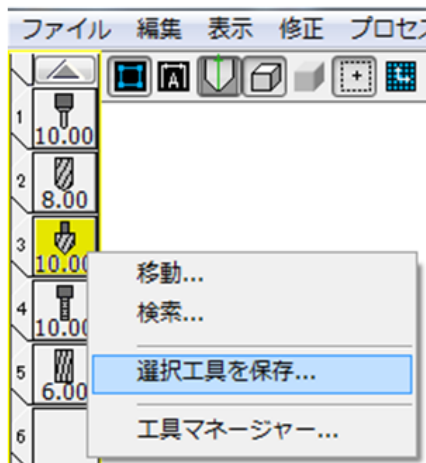 ファイル 編集 表示 修正 プロセス
A
1
10.00
2
8.00
3
10.00
移動...
検索...
4
10.00
選択工具を保存...
5
6.00
工具マネージャー...
6